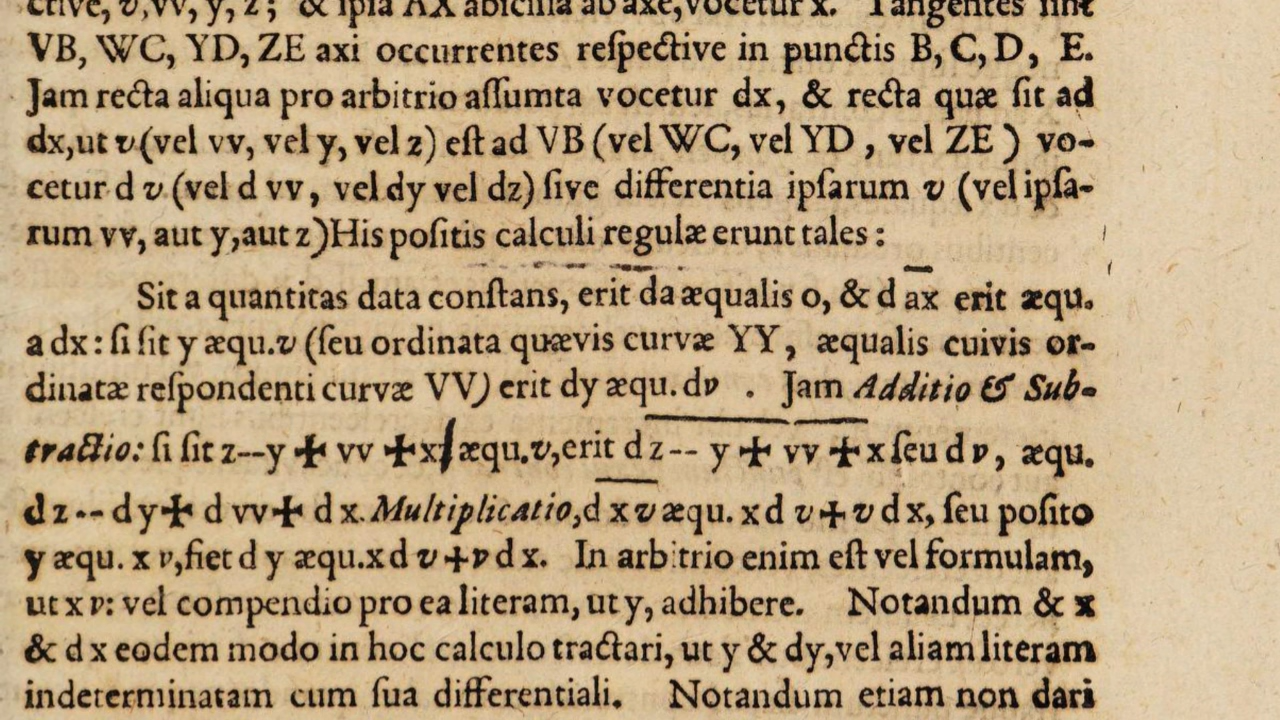 ctive, v, vv, y, z; & ipſa AX abſciſſa ab axe, vocetur x. Tangentes ſint
VB, WC, YD, ZE axi occurrentes reſpective in punctis B, C, D, E.
Jam recta aliqua pro arbitrio aſſumta vocetur dx, & recta quæ ſit ad
dx, ut v (vel vv, vel y, vel z) eſt ad VB (vel WC, vel YD, vel ZE) vo-
cetur d v (vel d vv, vel dy vel dz) ſive differentia ipſarum v (vel ipſa-
rum vv, aut y, aut z) His poſitis calculi regulæ erunt tales:
Sit a quantitas data conſtans, erit da æqualis 0, & d ax erit æqu.
a dx: ſi ſit y æqu. v (ſeu ordinata quævis curvæ YY, æqualis cuivis or-
dinatæ reſpondenti curvæ VV) erit dy æqu. dv. Jam Additio & Sub-
tractio: ſi ſit z--y + vv + x æqu. v, erit d z-- y + vv + x ſeu d v, æqu.
d z -- d y + d vv + d x. Multiplicatio, d x v æqu. x d v + v d x, ſeu poſito
y æqu. x v, fiet d y æqu. x d v + v d x. In arbitrio enim eſt vel formulam,
ut x v: vel compendio pro ea literam, ut y, adhibere. Notandum & x
& d x eodem modo in hoc calculo tractari, ut y & dy, vel aliam literam
indeterminatam cum ſua differentiali. Notandum etiam non dari